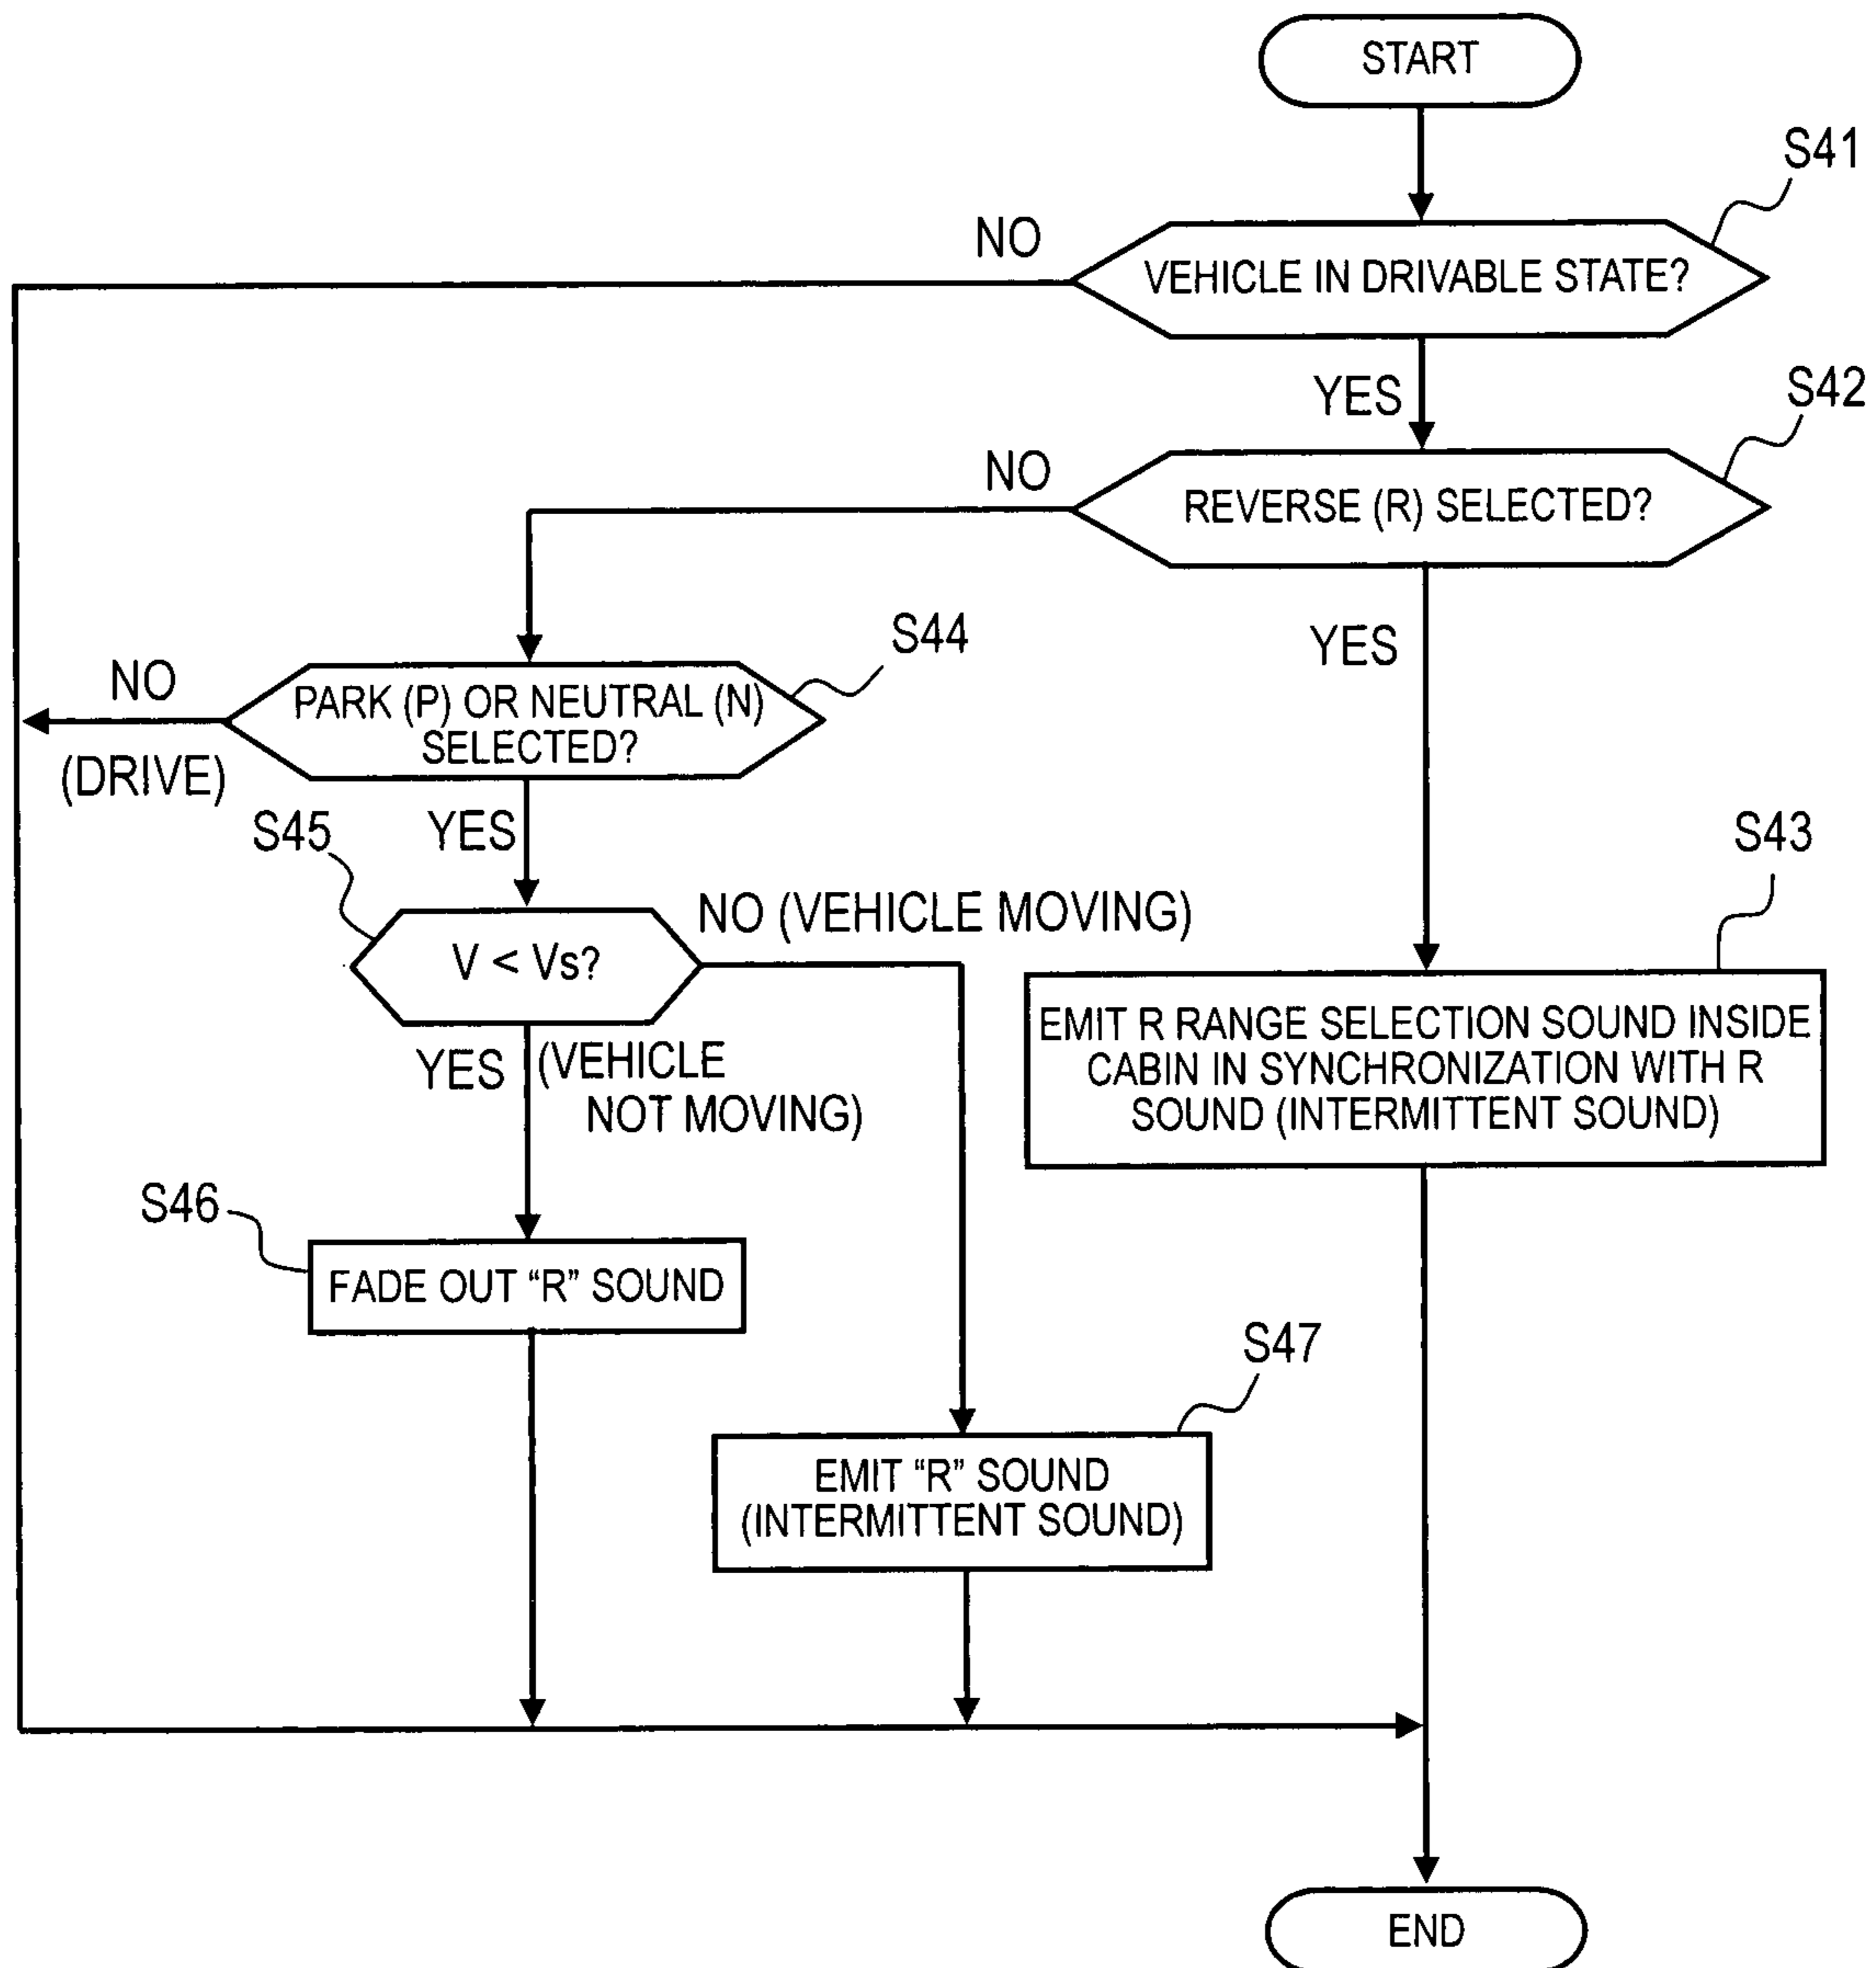 START
S41
NO
VEHICLE IN DRIVABLE STATE?
YES
S42
NO
REVERSE (R) SELECTED?
YES
S44
NO
PARK (P) OR NEUTRAL (N)
SELECTED?
(DRIVE)
S45
YES
S43
NO (VEHICLE MOVING)
V < Vs?
EMIT R RANGE SELECTION SOUND INSIDE
CABIN IN SYNCHRONIZATION WITH R
SOUND (INTERMITTENT SOUND)
YES (VEHICLE
NOT MOVING)
S46
FADE OUT “R” SOUND
S47
EMIT “R” SOUND
(INTERMITTENT SOUND)
END